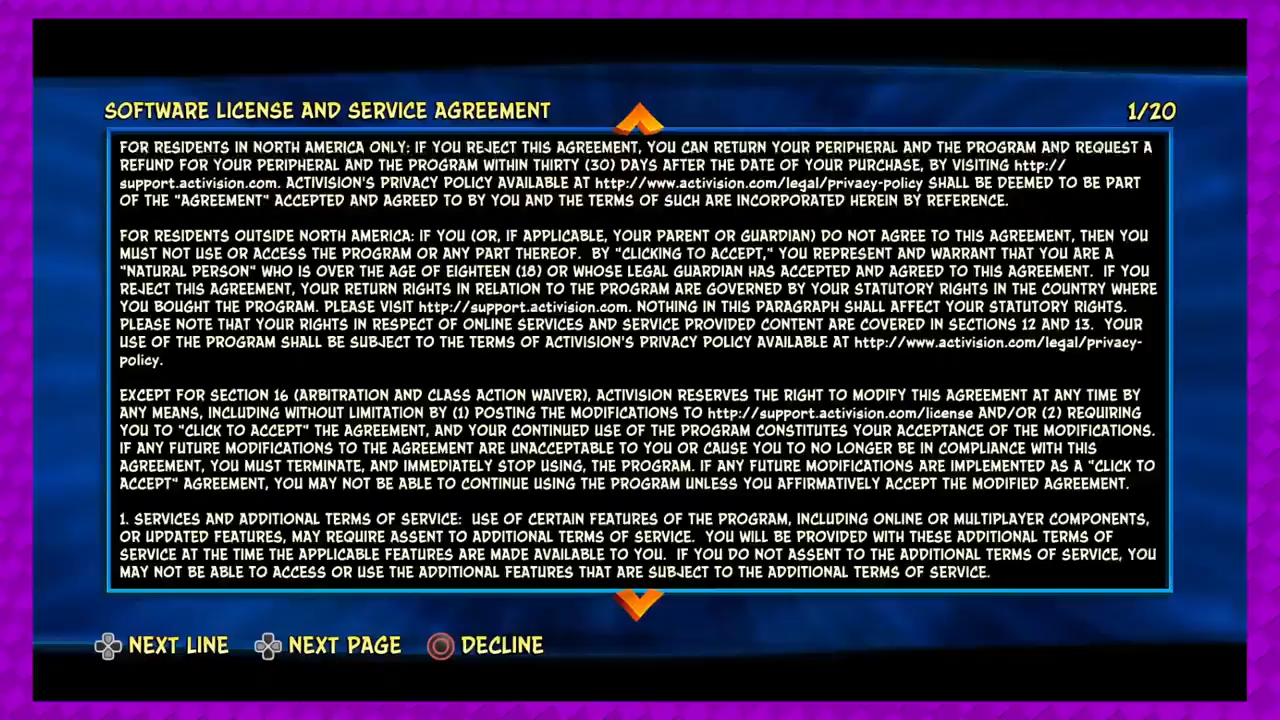 SOFTWARE LICENSE AND SERVICE AGREEMENT
1/20
FOR RESIDENTS IN NORTH AMERICA ONLY: IF YOU REJECT THIS AGREEMENT, YOU CAN RETURN YOUR PERIPHERAL AND THE PROGRAM AND REQUEST A
REFUND FOR YOUR PERIPHERAL AND THE PROGRAM WITHIN THIRTY (30) DAYS AFTER THE DATE OF YOUR PURCHASE, BY VISITING http://
support.activision.com. ACTIVISION'S PRIVACY POLICY AVAILABLE AT http://www.activision.com/legal/privacy-policy SHALL BE DEEMED TO BE PART
OF THE "AGREEMENT" ACCEPTED AND AGREED TO BY YOU AND THE TERMS OF SUCH ARE INCORPORATED HEREIN BY REFERENCE.
FOR RESIDENTS OUTSIDE NORTH AMERICA: IF YOU (OR, IF APPLICABLE, YOUR PARENT OR GUARDIAN) DO NOT AGREE TO THIS AGREEMENT, THEN YOU
MUST NOT USE OR ACCESS THE PROGRAM OR ANY PART THEREOF. BY "CLICKING TO ACCEPT," YOU REPRESENT AND WARRANT THAT YOU ARE A
"NATURAL PERSON" WHO IS OVER THE AGE OF EIGHTEEN (18) OR WHOSE LEGAL GUARDIAN HAS ACCEPTED AND AGREED TO THIS AGREEMENT. IF YOU
REJECT THIS AGREEMENT, YOUR RETURN RIGHTS IN RELATION TO THE PROGRAM ARE GOVERNED BY YOUR STATUTORY RIGHTS IN THE COUNTRY WHERE
YOU BOUGHT THE PROGRAM. PLEASE VISIT http://support.activision.com. NOTHING IN THIS PARAGRAPH SHALL AFFECT YOUR STATUTORY RIGHTS.
PLEASE NOTE THAT YOUR RIGHTS IN RESPECT OF ONLINE SERVICES AND SERVICE PROVIDED CONTENT ARE COVERED IN SECTIONS 12 AND 13. YOUR
USE OF THE PROGRAM SHALL BE SUBJECT TO THE TERMS OF ACTIVISION'S PRIVACY POLICY AVAILABLE AT http://www.activision.com/legal/privacy-
policy.
EXCEPT FOR SECTION 16 (ARBITRATION AND CLASS ACTION WAIVER), ACTIVISION RESERVES THE RIGHT TO MODIFY THIS AGREEMENT AT ANY TIME BY
ANY MEANS, INCLUDING WITHOUT LIMITATION BY (1) POSTING THE MODIFICATIONS TO http://support.activision.com/license AND/OR (2) REQUIRING
YOU TO "CLICK TO ACCEPT" THE AGREEMENT, AND YOUR CONTINUED USE OF THE PROGRAM CONSTITUTES YOUR ACCEPTANCE OF THE MODIFICATIONS.
IF ANY FUTURE MODIFICATIONS TO THE AGREEMENT ARE UNACCEPTABLE TO YOU OR CAUSE YOU TO NO LONGER BE IN COMPLIANCE WITH THIS
AGREEMENT, YOU MUST TERMINATE, AND IMMEDIATELY STOP USING, THE PROGRAM. IF ANY FUTURE MODIFICATIONS ARE IMPLEMENTED AS A "CLICK TO
ACCEPT" AGREEMENT, YOU MAY NOT BE ABLE TO CONTINUE USING THE PROGRAM UNLESS YOU AFFIRMATIVELY ACCEPT THE MODIFIED AGREEMENT.
1. SERVICES AND ADDITIONAL TERMS OF SERVICE: USE OF CERTAIN FEATURES OF THE PROGRAM, INCLUDING ONLINE OR MULTIPLAYER COMPONENTS,
OR UPDATED FEATURES, MAY REQUIRE ASSENT TO ADDITIONAL TERMS OF SERVICE. YOU WILL BE PROVIDED WITH THESE ADDITIONAL TERMS OF
SERVICE AT THE TIME THE APPLICABLE FEATURES ARE MADE AVAILABLE TO YOU. IF YOU DO NOT ASSENT TO THE ADDITIONAL TERMS OF SERVICE, YOU
MAY NOT BE ABLE TO ACCESS OR USE THE ADDITIONAL FEATURES THAT ARE SUBJECT TO THE ADDITIONAL TERMS OF SERVICE.
NEXT LINE NEXT PAGE DECLINE